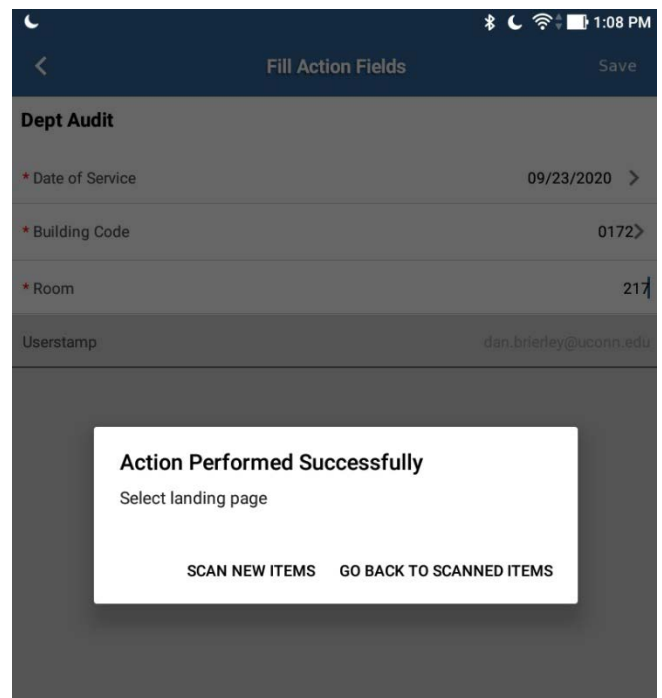 1:08 PM
Fill Action Fields Save
Dept Audit
* Date of Service 09/23/2020
* Building Code 0172
* Room 217
Userstamp dan.brierley@uconn.edu
Action Performed Successfully
Select landing page
SCAN NEW ITEMS GO BACK TO SCANNED ITEMS